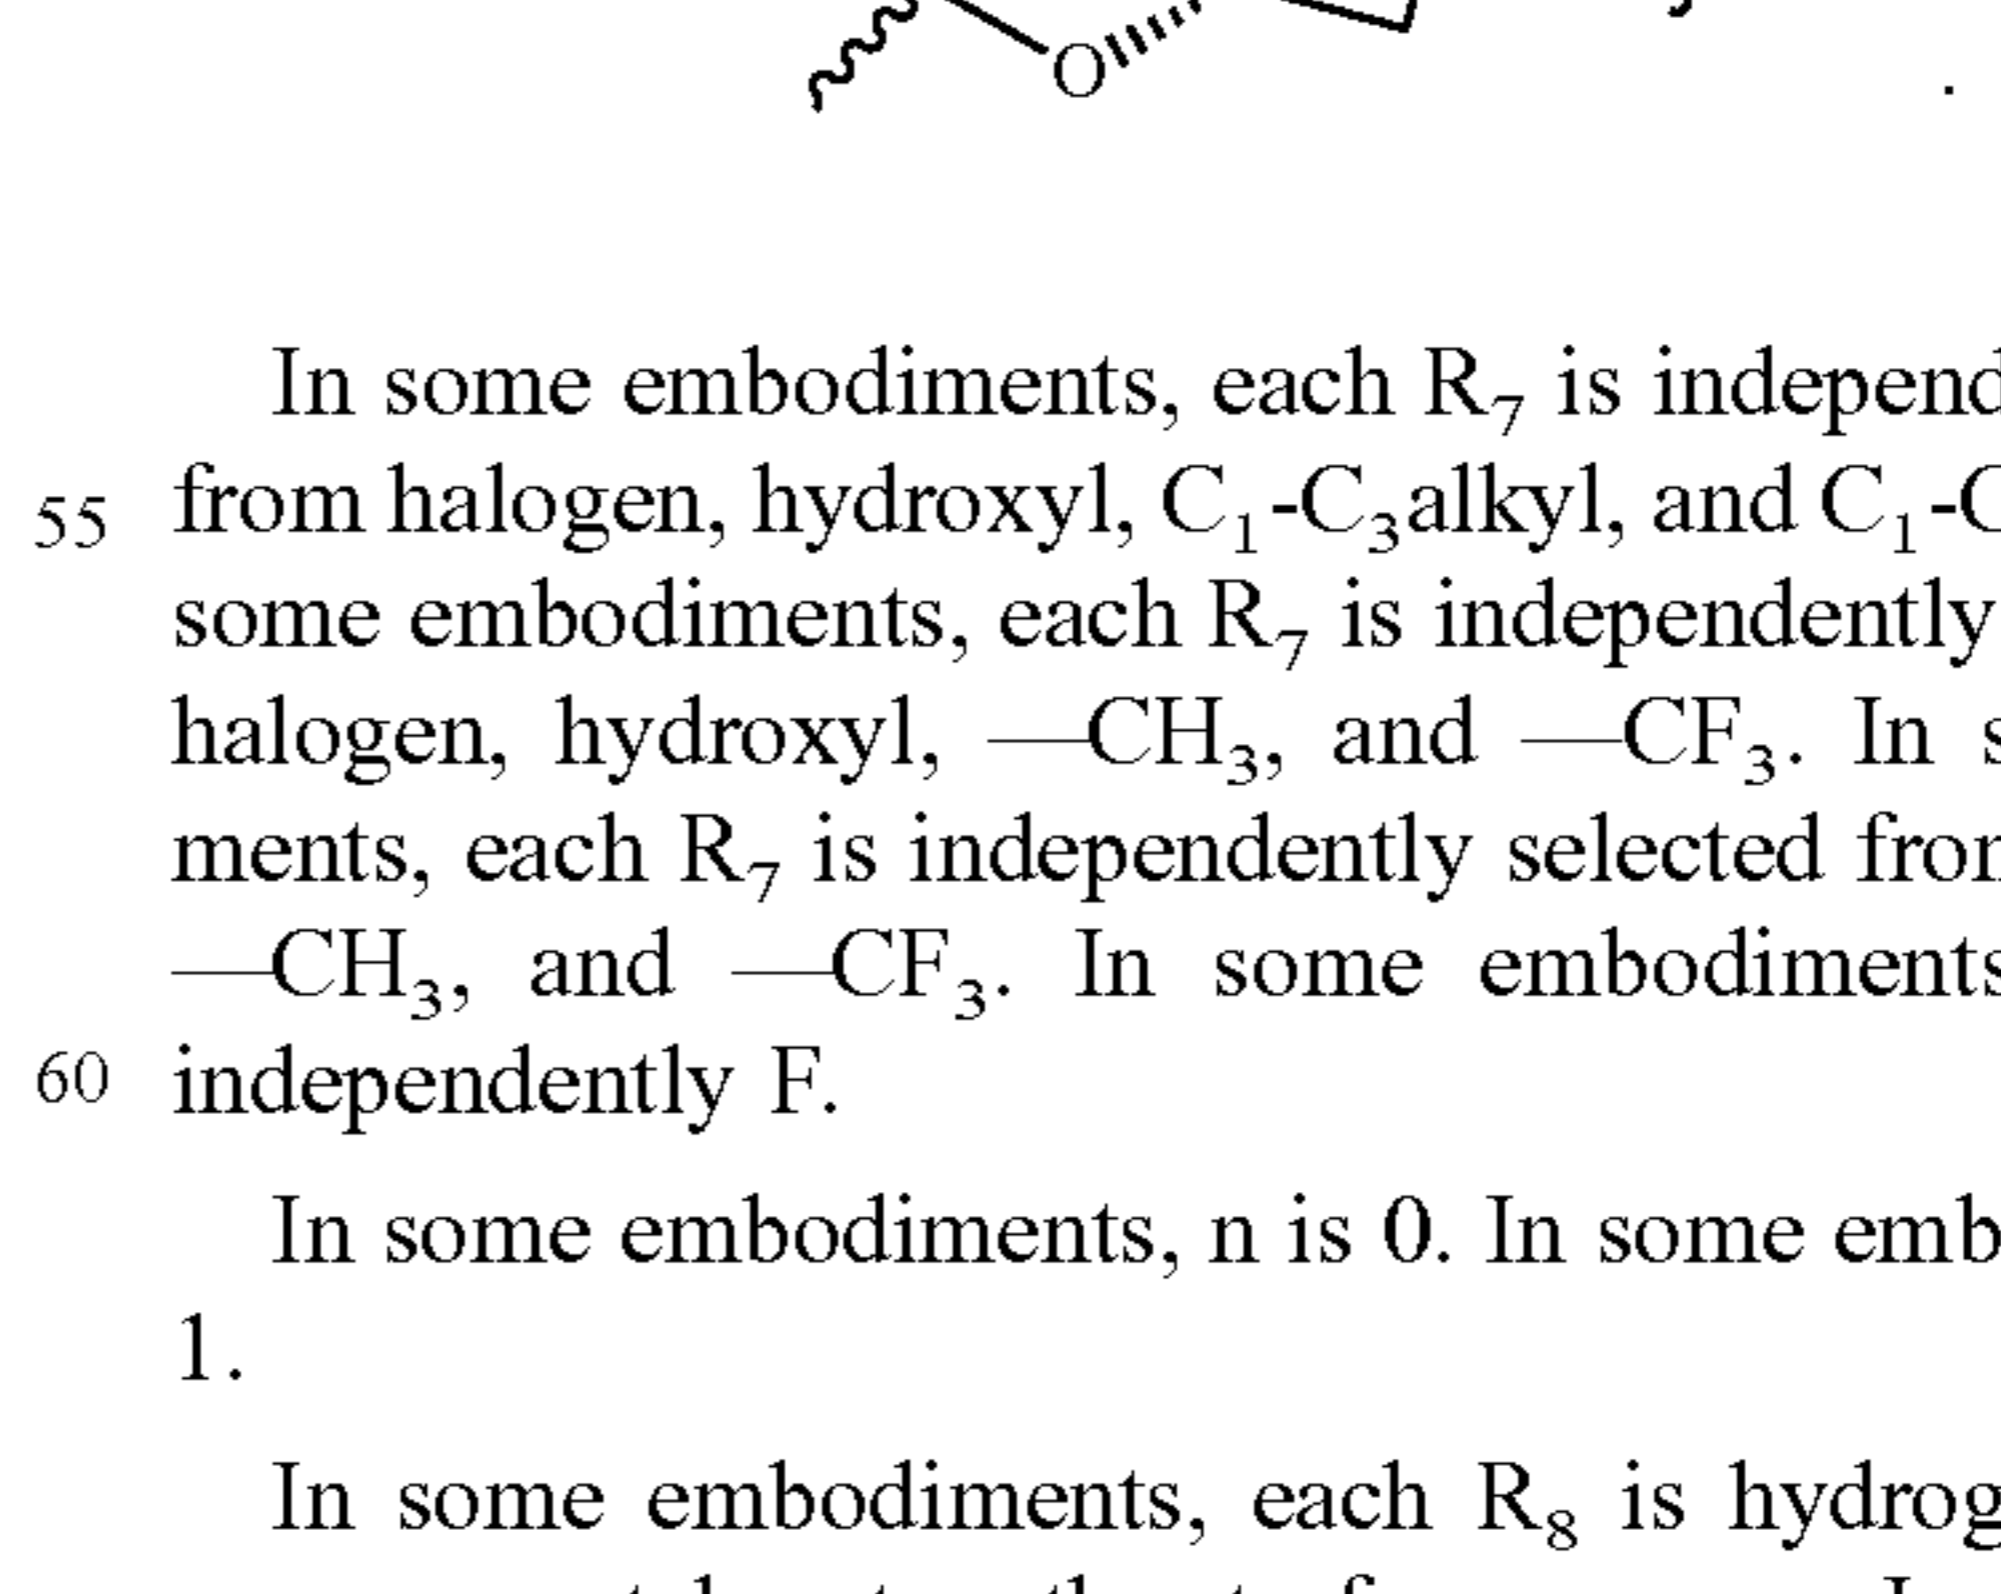 O
.
In some embodiments, each R₇ is independ
55 from halogen, hydroxyl, C₁-C₃alkyl, and C₁-C
some embodiments, each R₇ is independently
halogen, hydroxyl, —CH₃, and —CF₃. In s
ments, each R₇ is independently selected from
—CH₃, and —CF₃. In some embodiments
60 independently F.
In some embodiments, n is 0. In some emb
1.
In some embodiments, each R₈ is hydrog